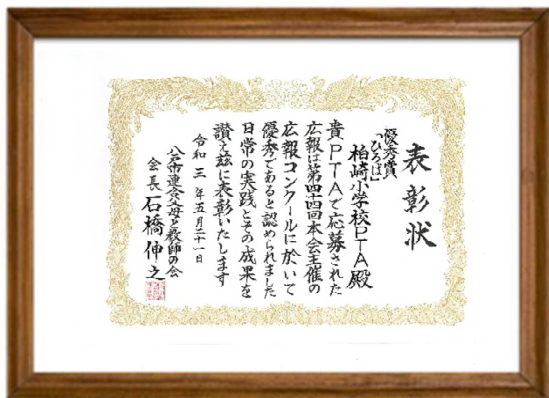 表彰状
優秀賞
「ひろば」
柏崎小学校PTA殿
貴PTAで応募された
広報は第四十四回本会主催の
広報コンクールに於いて
優秀であると認められました
日常の実践とその成果を
讃え茲に表彰いたします
令和三年五月二十一日
八戸市連合父母と教師の会
会長 石橋伸之